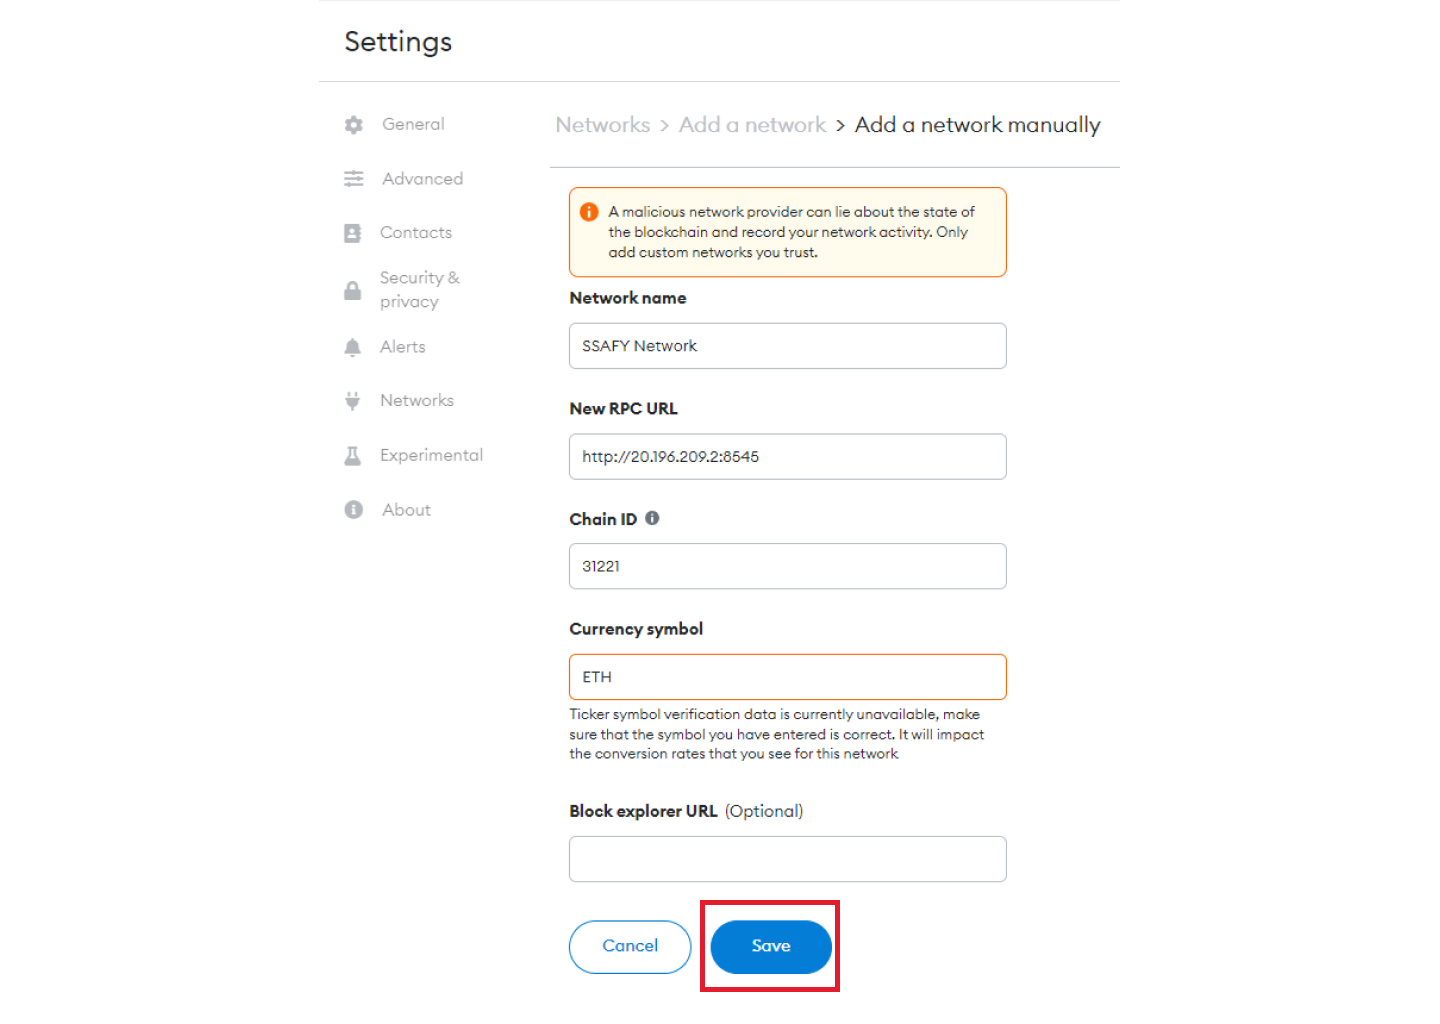 Settings
General
Advanced
Contacts
Security &
privacy
Alerts
Networks
Experimental
About
Networks > Add a network > Add a network manually
A malicious network provider can lie about the state of
the blockchain and record your network activity. Only
add custom networks you trust.
Network name
SSAFY Network
New RPC URL
http://20.196.209.2:8545
Chain ID
31221
Currency symbol
ETH
Ticker symbol verification data is currently unavailable, make
sure that the symbol you have entered is correct. It will impact
the conversion rates that you see for this network
Block explorer URL (Optional)
Cancel
Save